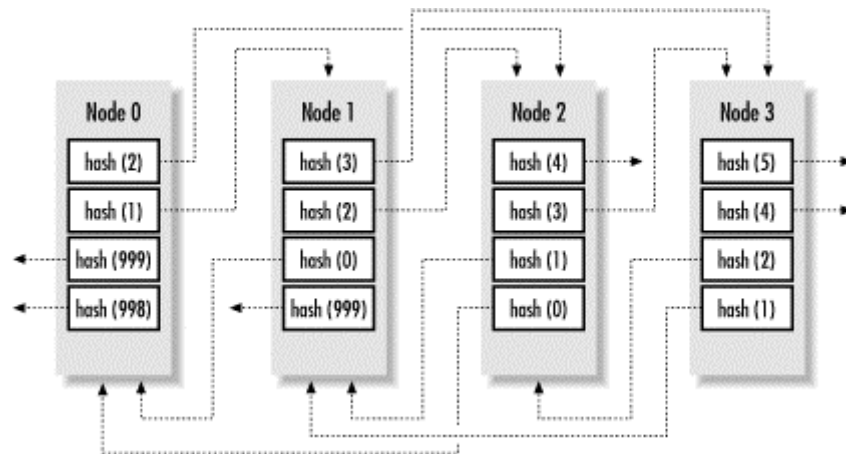 Node 0
hash (2)
hash (1)
hash (999)
hash (998)
Node 1
hash (3)
hash (2)
hash (0)
hash (999)
Node 2
hash (4)
hash (3)
hash (1)
hash (0)
Node 3
hash (5)
hash (4)
hash (2)
hash (1)